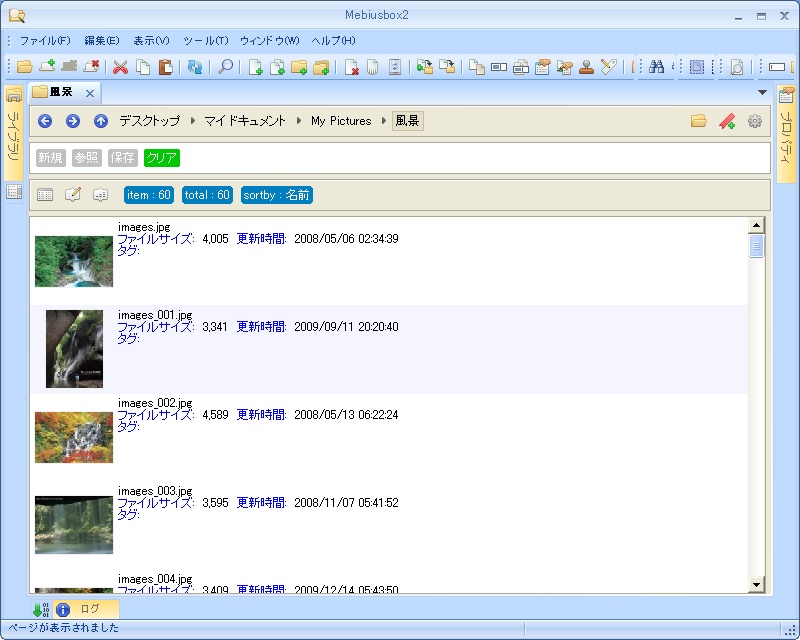 Mebiusbox2
ファイル(F) 編集(E) 表示(V) ツール(T) ウィンドウ(W) ヘルプ(H)
風景
ライブラリ
プロパティ
デスクトップ マイドキュメント My Pictures 風景
新規 参照 保存 クリア
item : 60 total : 60 sortby : 名前
images.jpg
ファイルサイズ: 4,005 更新時間: 2008/05/06 02:34:39
タグ:
images_001.jpg
ファイルサイズ: 3,341 更新時間: 2009/09/11 20:20:40
タグ:
images_002.jpg
ファイルサイズ: 4,589 更新時間: 2008/05/13 06:22:24
タグ:
images_003.jpg
ファイルサイズ: 3,595 更新時間: 2008/11/07 05:41:52
タグ:
images_004.jpg
ファイルサイズ: 3,409 更新時間: 2009/12/14 05:43:50
ログ
ページが表示されました